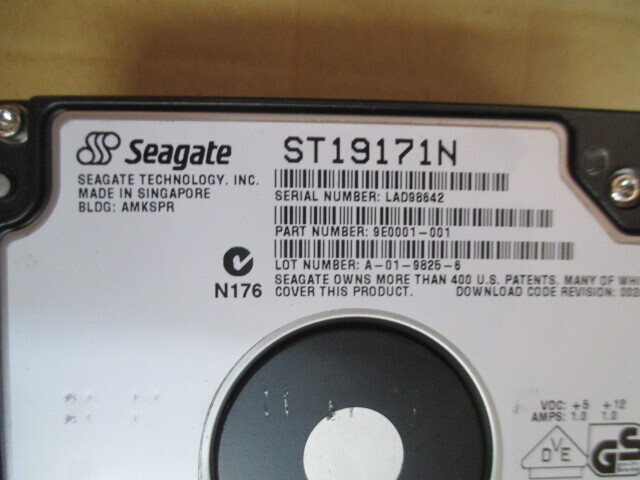 Seagate
ST19171N
SEAGATE TECHNOLOGY, INC.
MADE IN SINGAPORE
BLDG: AMKSPR
SERIAL NUMBER: LAD98642
PART NUMBER: 9E0001-001
LOT NUMBER: A-01-9825-6
N176
SEAGATE OWNS MORE THAN 400 U.S. PATENTS. MANY OF
COVER THIS PRODUCT. DOWNLOAD CODE REVISION:
VDC: +5 +12
AMPS: 1.0 1.0
DVE
GS